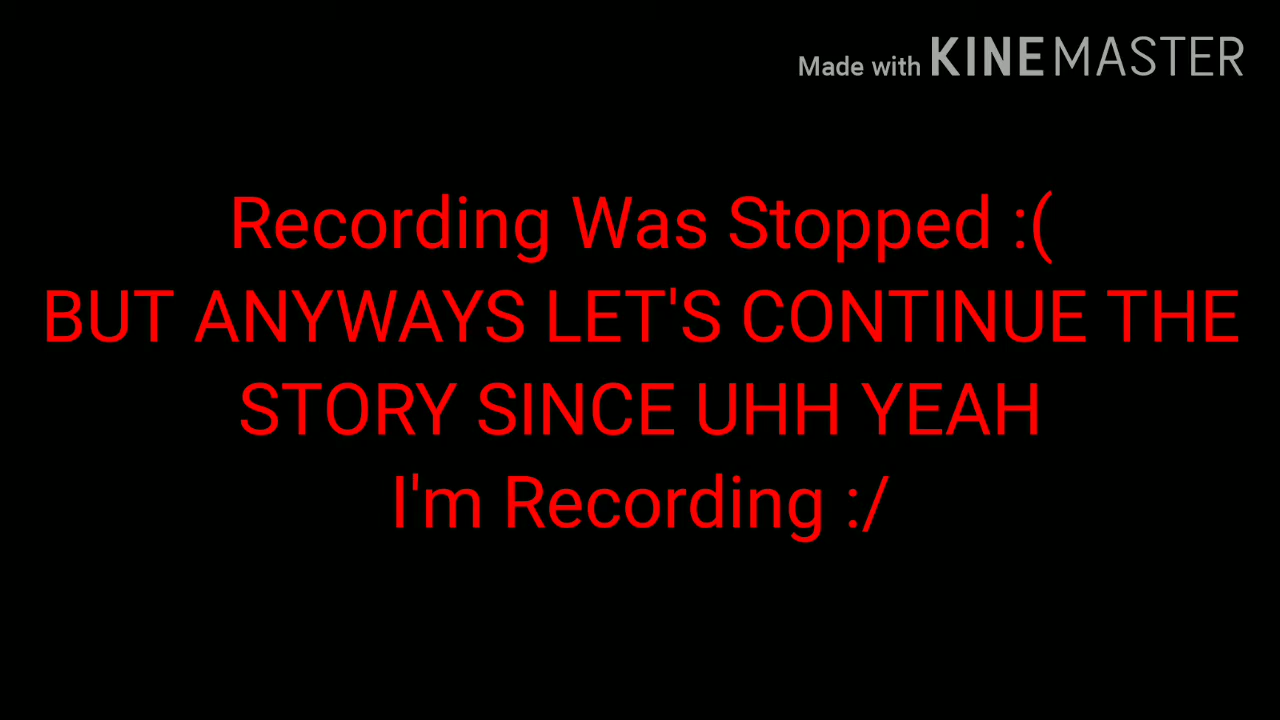 Made with KINEMASTER
Recording Was Stopped :(
BUT ANYWAYS LET'S CONTINUE THE
STORY SINCE UHH YEAH
I'm Recording :/